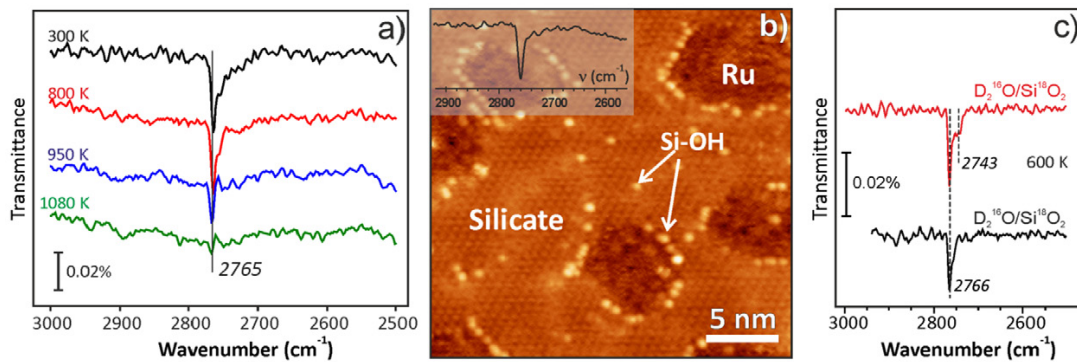 a)
300 K
800 K
950 K
1080 K
0.02%
2765
Transmittance
3000 2900 2800 2700 2600 2500
Wavenumber (cm⁻¹)
b)
ν (cm⁻¹)
2900 2800 2700 2600
Ru
Si-OH
Silicate
5 nm
c)
D₂¹⁶O/Si¹⁸O₂
2743
600 K
0.02%
D₂¹⁶O/Si¹⁸O₂
2766
Transmittance
3000 2800 2600
Wavenumber (cm⁻¹)